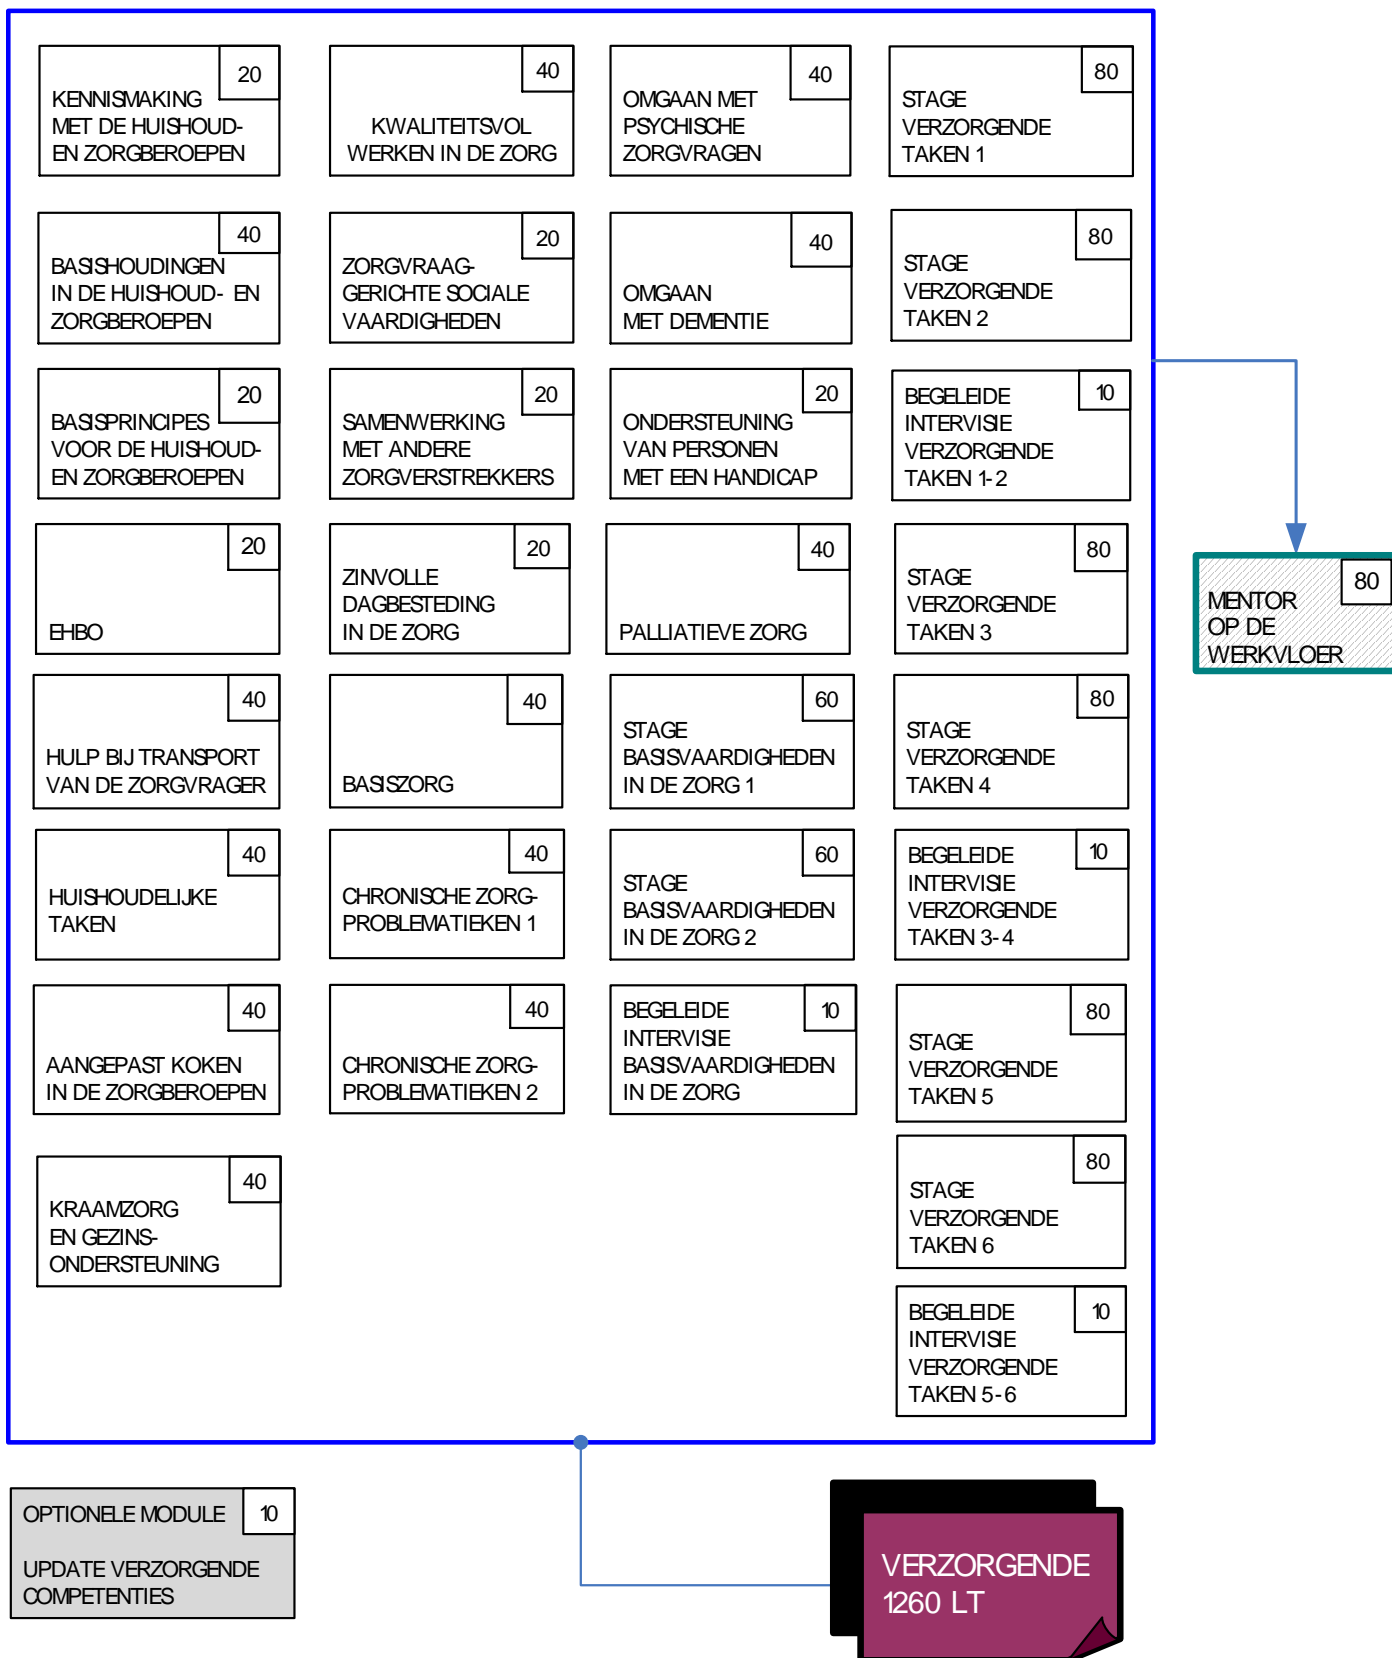 20
KENNISMAKING
MET DE HUISHOUD-
EN ZORGBEROEPEN
40
BASISHOUDINGEN
IN DE HUISHOUD- EN
ZORGBEROEPEN
20
BASISPRINCIPES
VOOR DE HUISHOUD-
EN ZORGBEROEPEN
20
EHBO
40
HULP BIJ TRANSPORT
VAN DE ZORGVRAGER
40
HUISHOUDELIJKE
TAKEN
40
AANGEPAST KOKEN
IN DE ZORGBEROEPEN
40
KRAAMZORG
EN GEZINS-
ONDERSTEUNING
40
KWALITEITSVOL
WERKEN IN DE ZORG
20
ZORGVRAAG-
GERICHTE SOCIALE
VAARDIGHEDEN
20
SAMENWERKING
MET ANDERE
ZORGVERSTREKKERS
20
ZINVOLLE
DAGBESTEDING
IN DE ZORG
40
BASISZORG
40
CHRONISCHE ZORG-
PROBLEMATIEKEN 1
40
CHRONISCHE ZORG-
PROBLEMATIEKEN 2
40
OMGAAN MET
PSYCHISCHE
ZORGVRAGEN
40
OMGAAN
MET DEMENTIE
20
ONDERSTEUNING
VAN PERSONEN
MET EEN HANDICAP
40
PALLIATIEVE ZORG
60
STAGE
BASISVAARDIGHEDEN
IN DE ZORG 1
60
STAGE
BASISVAARDIGHEDEN
IN DE ZORG 2
10
BEGELEIDE
INTERVISIE
BASISVAARDIGHEDEN
IN DE ZORG
80
STAGE
VERZORGENDE
TAKEN 1
80
STAGE
VERZORGENDE
TAKEN 2
10
BEGELEIDE
INTERVISIE
VERZORGENDE
TAKEN 1-2
80
STAGE
VERZORGENDE
TAKEN 3
80
STAGE
VERZORGENDE
TAKEN 4
10
BEGELEIDE
INTERVISIE
VERZORGENDE
TAKEN 3-4
80
STAGE
VERZORGENDE
TAKEN 5
80
STAGE
VERZORGENDE
TAKEN 6
10
BEGELEIDE
INTERVISIE
VERZORGENDE
TAKEN 5-6
80
MENTOR
OP DE
WERKVLOER
OPTIONELE MODULE 10
UPDATE VERZORGENDE
COMPETENTIES
VERZORGENDE
1260 LT